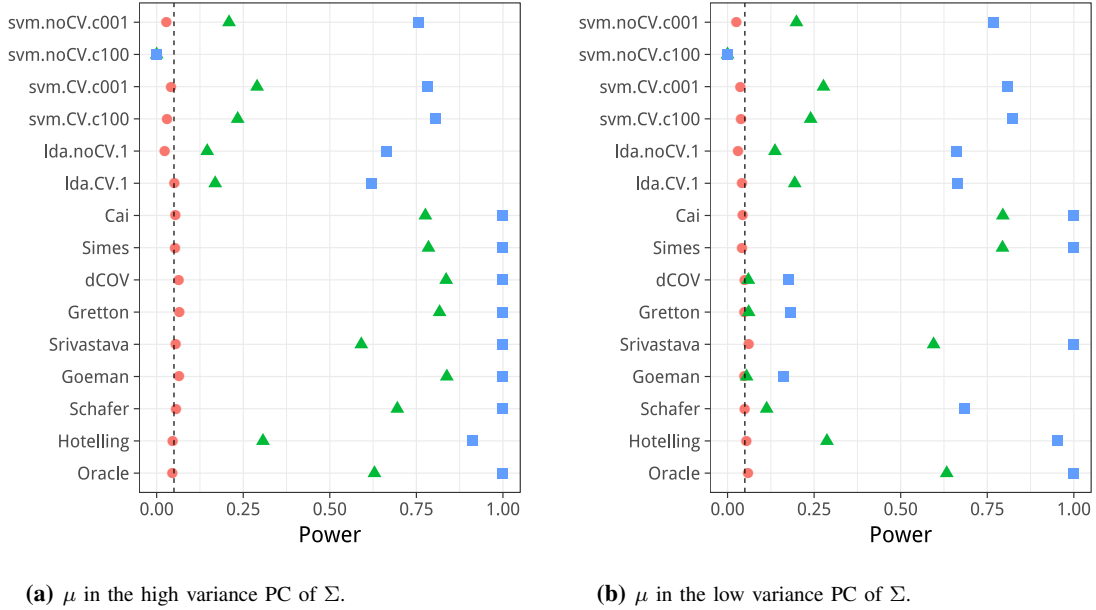 svm.noCV.c001
svm.noCV.c100
svm.CV.c001
svm.CV.c100
lda.noCV.1
lda.CV.1
Cai
Simes
dCOV
Gretton
Srivastava
Goeman
Schafer
Hotelling
Oracle
0.00 0.25 0.50 0.75 1.00
Power
(a) μ in the high variance PC of Σ.
svm.noCV.c001
svm.noCV.c100
svm.CV.c001
svm.CV.c100
lda.noCV.1
lda.CV.1
Cai
Simes
dCOV
Gretton
Srivastava
Goeman
Schafer
Hotelling
Oracle
0.00 0.25 0.50 0.75 1.00
Power
(b) μ in the low variance PC of Σ.